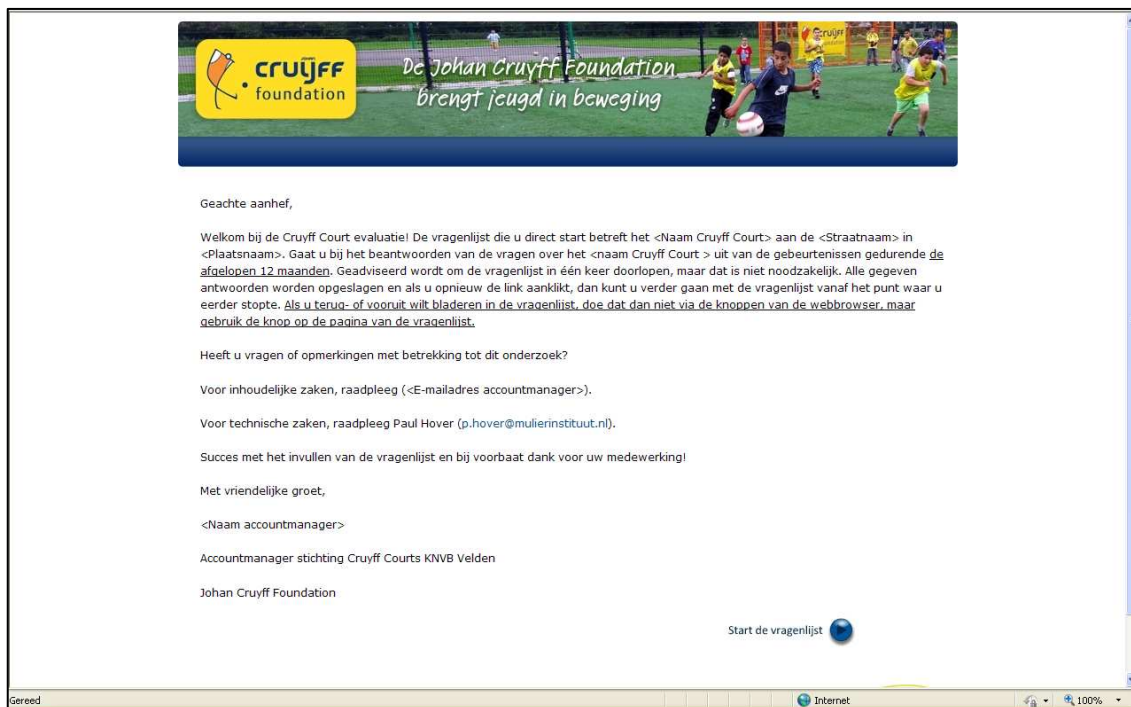 cruijff
foundation
De Johan Cruyff Foundation
brengt jeugd in beweging
cruijff
foundation
Geachte aanhef,
Welkom bij de Cruyff Court evaluatie! De vragenlijst die u direct start betreft het <Naam Cruyff Court> aan de <Straatnaam> in
<Plaatsnaam>. Gaat u bij het beantwoorden van de vragen over het <naam Cruyff Court > uit van de gebeurtenissen gedurende de
afgelopen 12 maanden. Geadviseerd wordt om de vragenlijst in één keer doorlopen, maar dat is niet noodzakelijk. Alle gegeven
antwoorden worden opgeslagen en als u opnieuw de link aanklikt, dan kunt u verder gaan met de vragenlijst vanaf het punt waar u
eerder stopte. Als u terug- of vooruit wilt bladeren in de vragenlijst, doe dat dan niet via de knoppen van de webbrowser, maar
gebruik de knop op de pagina van de vragenlijst.
Heeft u vragen of opmerkingen met betrekking tot dit onderzoek?
Voor inhoudelijke zaken, raadpleeg (<E-mailadres accountmanager>).
Voor technische zaken, raadpleeg Paul Hover (p.hover@mulierinstituut.nl).
Succes met het invullen van de vragenlijst en bij voorbaat dank voor uw medewerking!
Met vriendelijke groet,
<Naam accountmanager>
Accountmanager stichting Cruyff Courts KNVB Velden
Johan Cruyff Foundation
Start de vragenlijst
Gereed
Internet
100%